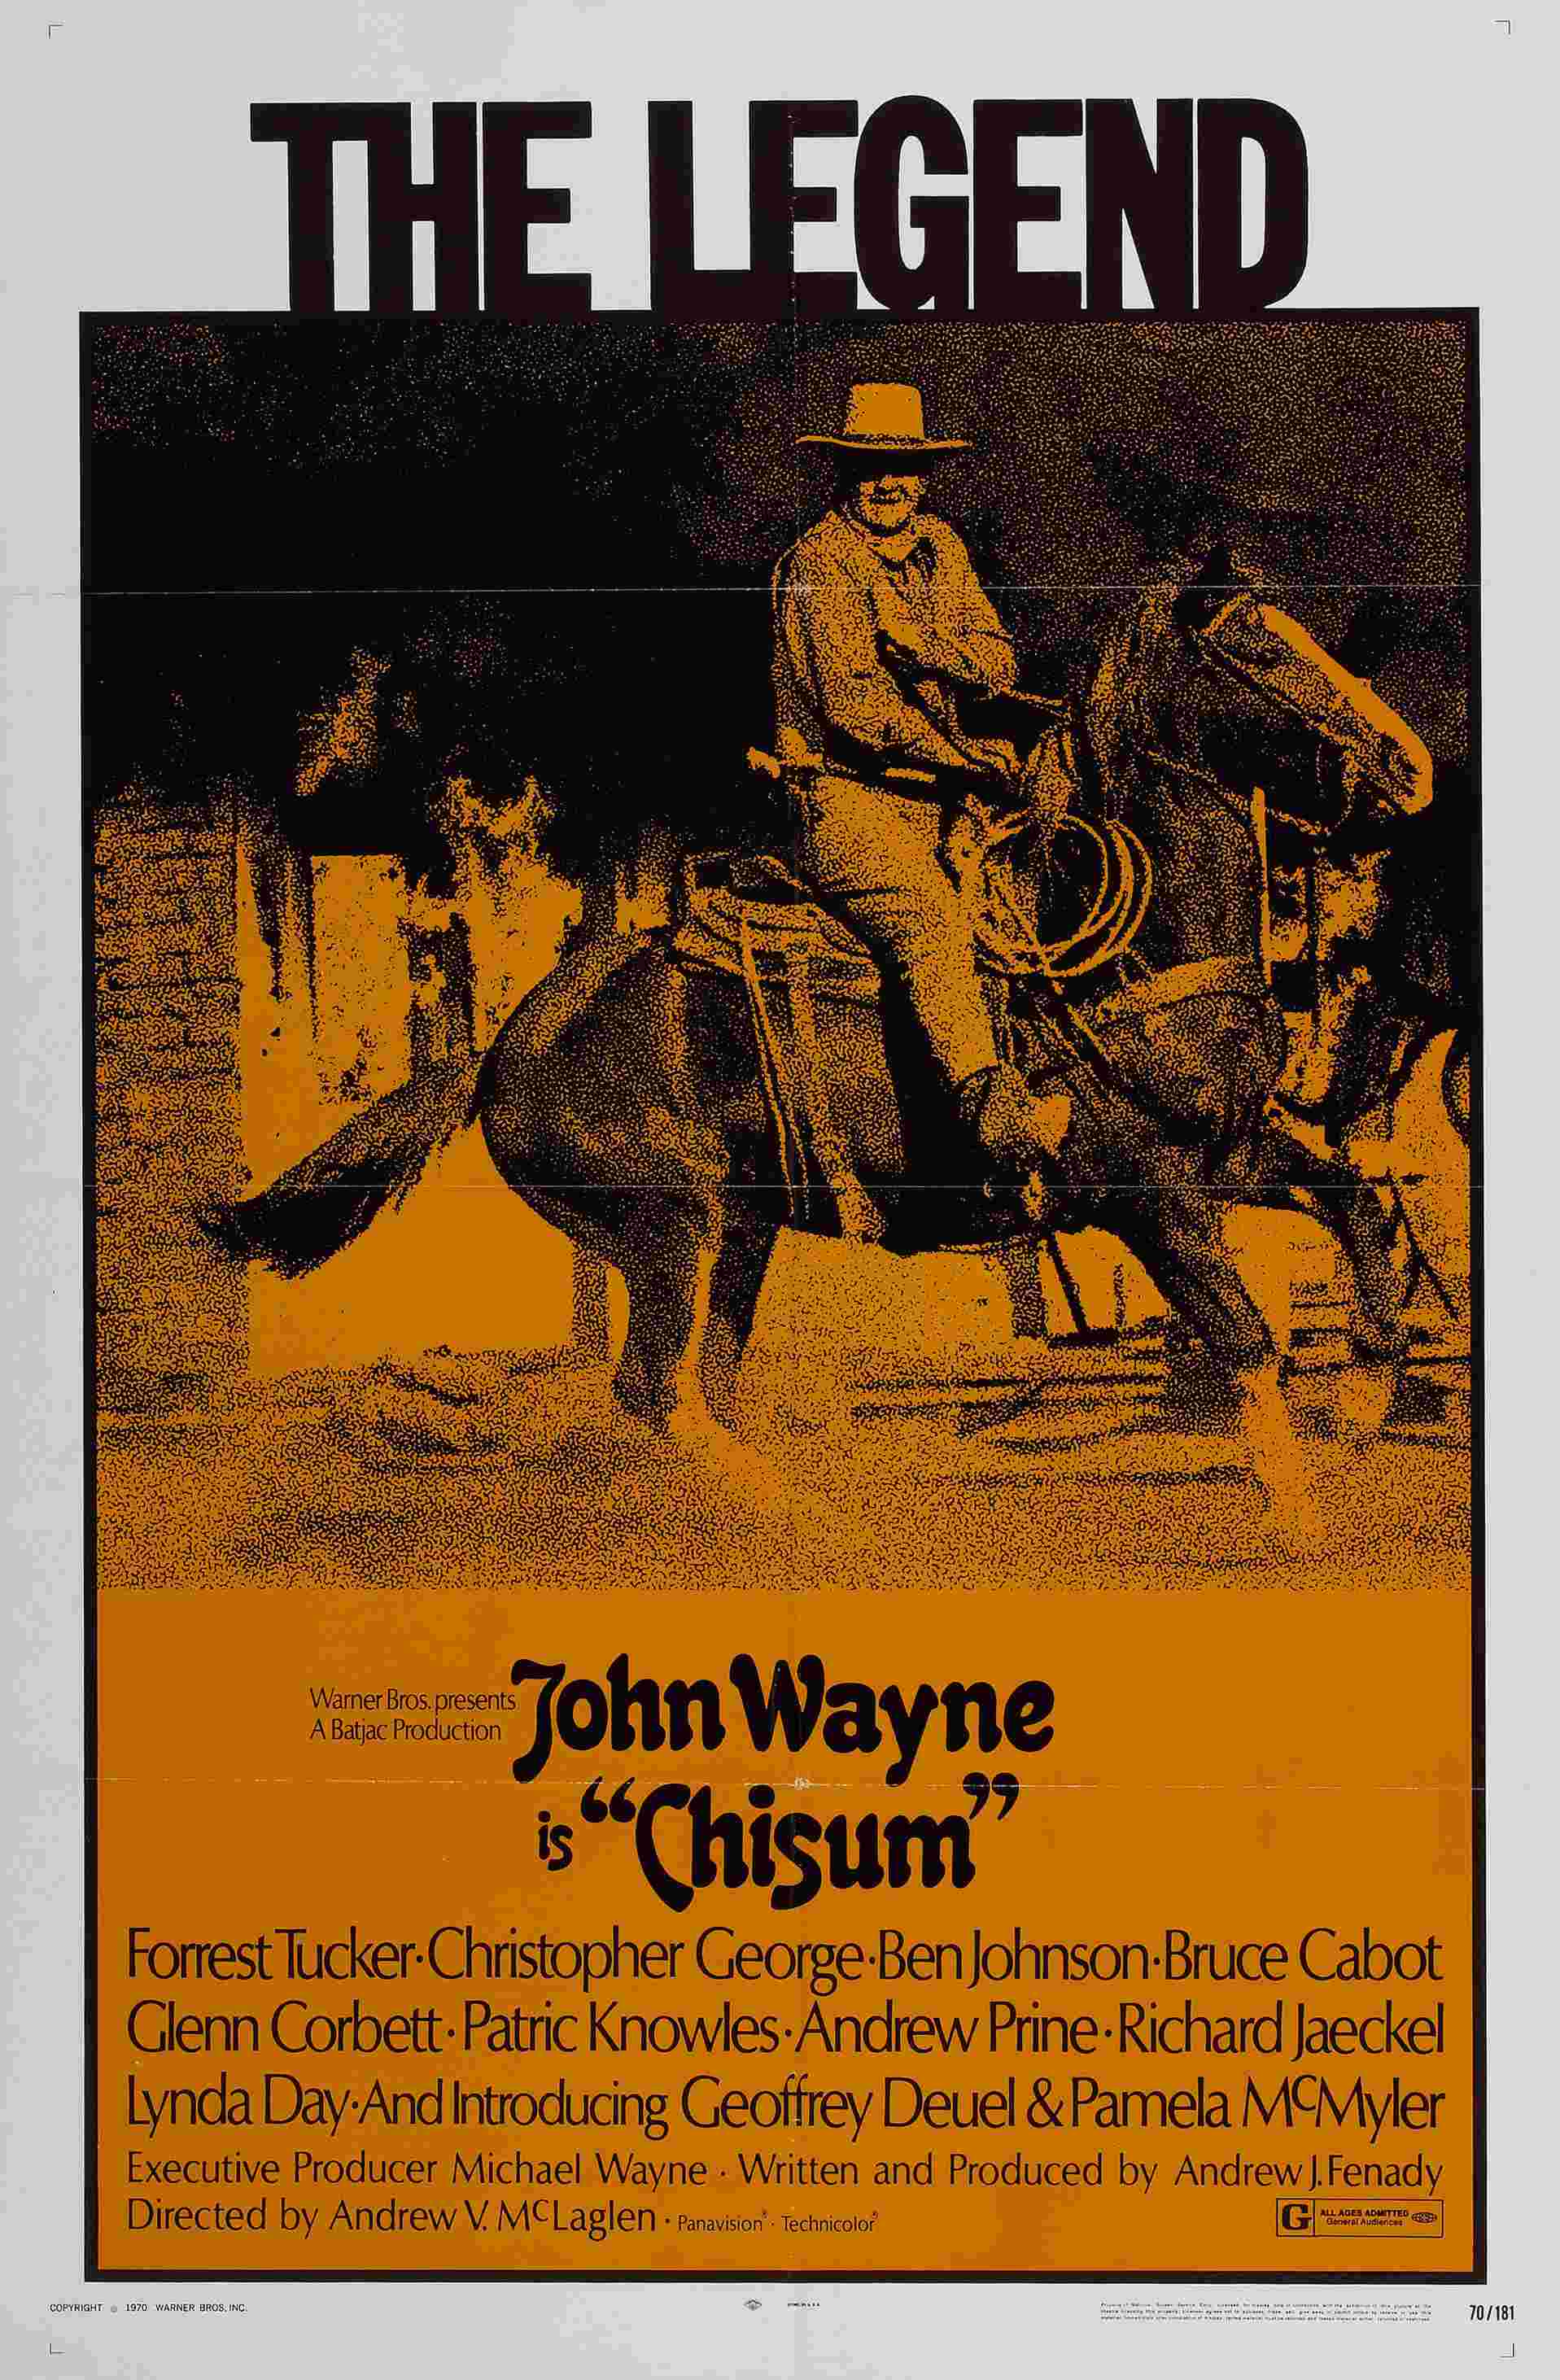 THE LEGEND
Warner Bros. presents
A Batjac Production
John Wayne
is “Chisum”
Forrest Tucker · Christopher George · Ben Johnson · Bruce Cabot
Glenn Corbett · Patric Knowles · Andrew Prine · Richard Jaeckel
Lynda Day · And Introducing Geoffrey Deuel & Pamela McMyler
Executive Producer Michael Wayne · Written and Produced by Andrew J. Fenady
Directed by Andrew V. McLaglen · Panavision® · Technicolor®
G ALL AGES ADMITTED
General Audiences
COPYRIGHT © 1970 WARNER BROS. INC.
70/181